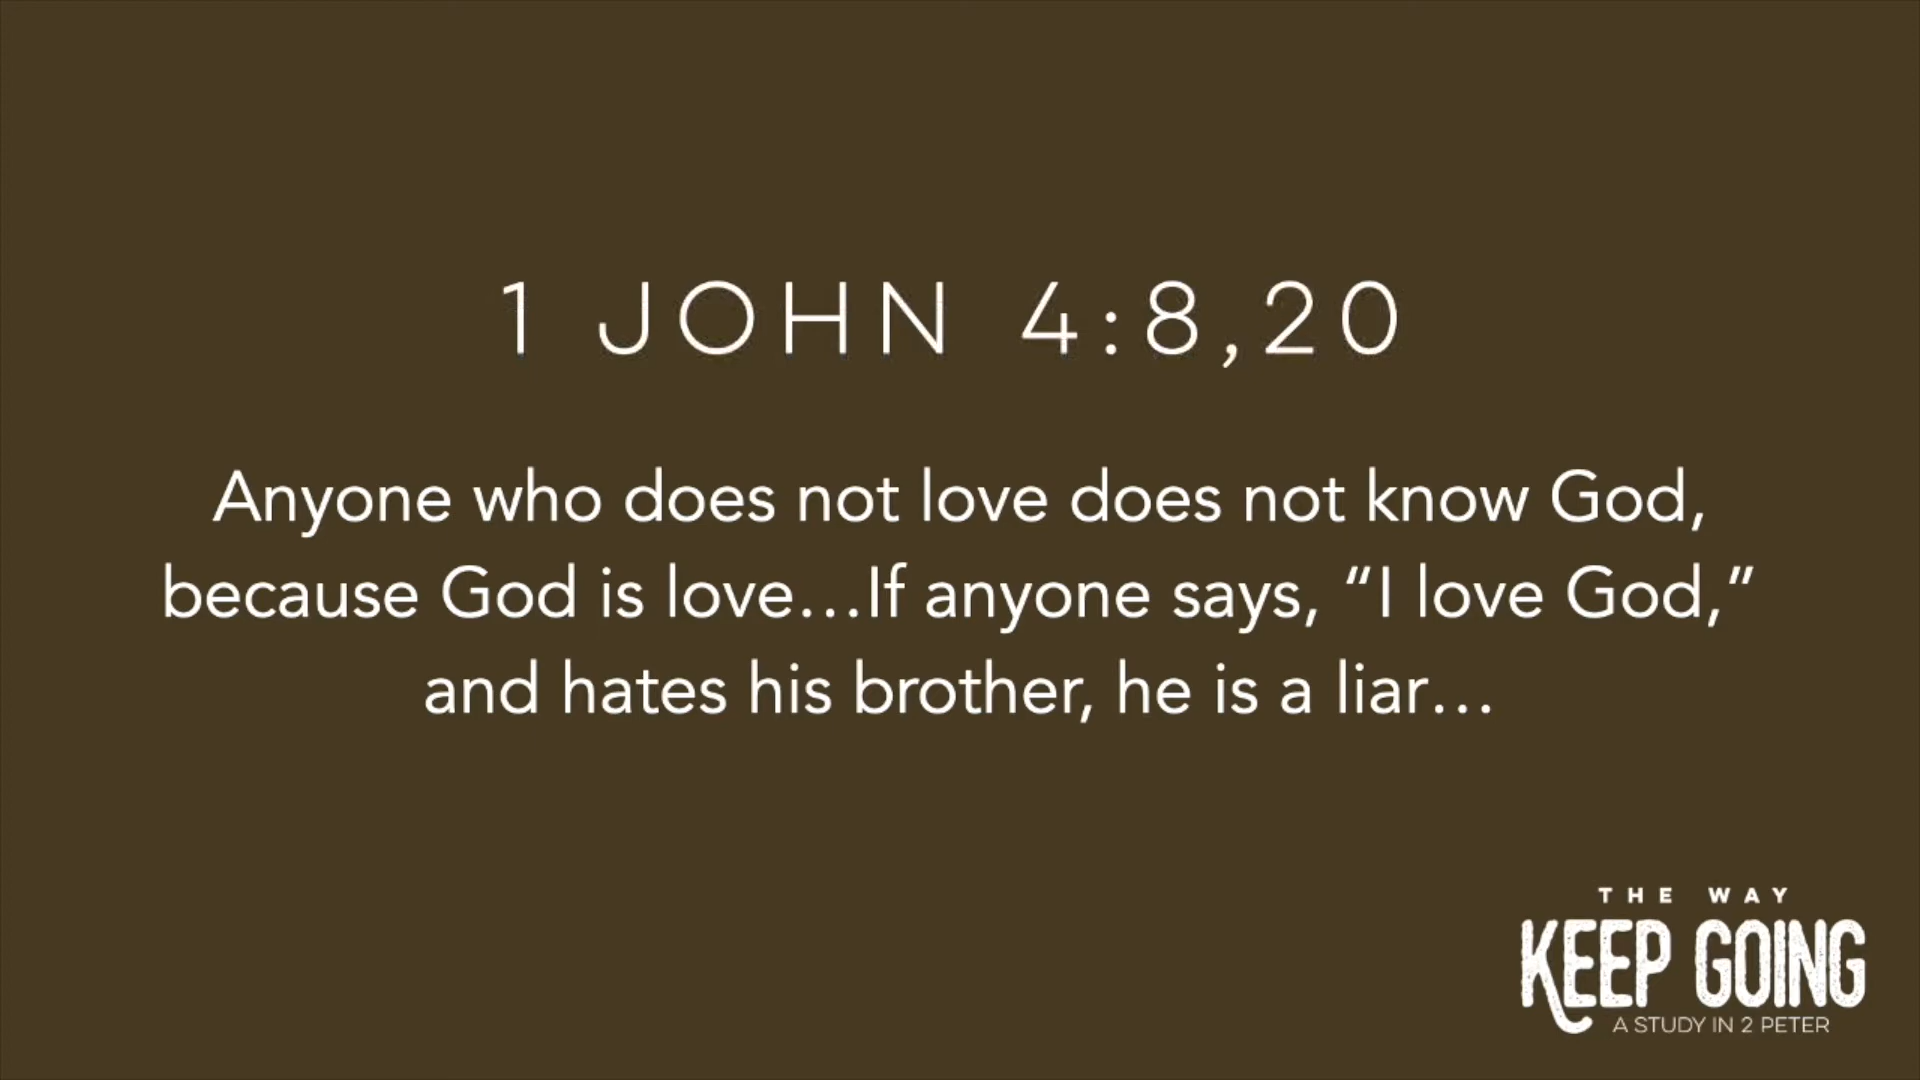 1 JOHN 4:8,20
Anyone who does not love does not know God,
because God is love...If anyone says, “I love God,”
and hates his brother, he is a liar...
THE WAY
KEEP GOING
A STUDY IN 2 PETER